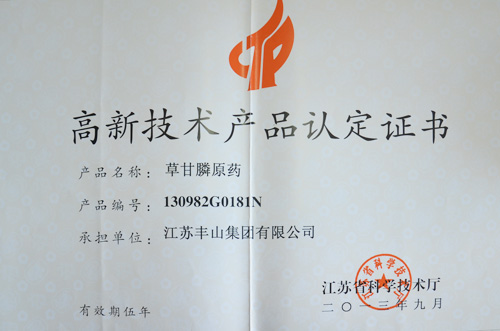 高新技术产品认定证书
产品名称：草甘膦原药
产品编号：130982G0181N
承担单位：江苏丰山集团有限公司
江苏省科学技术厅
有效期伍年
二〇一三年九月